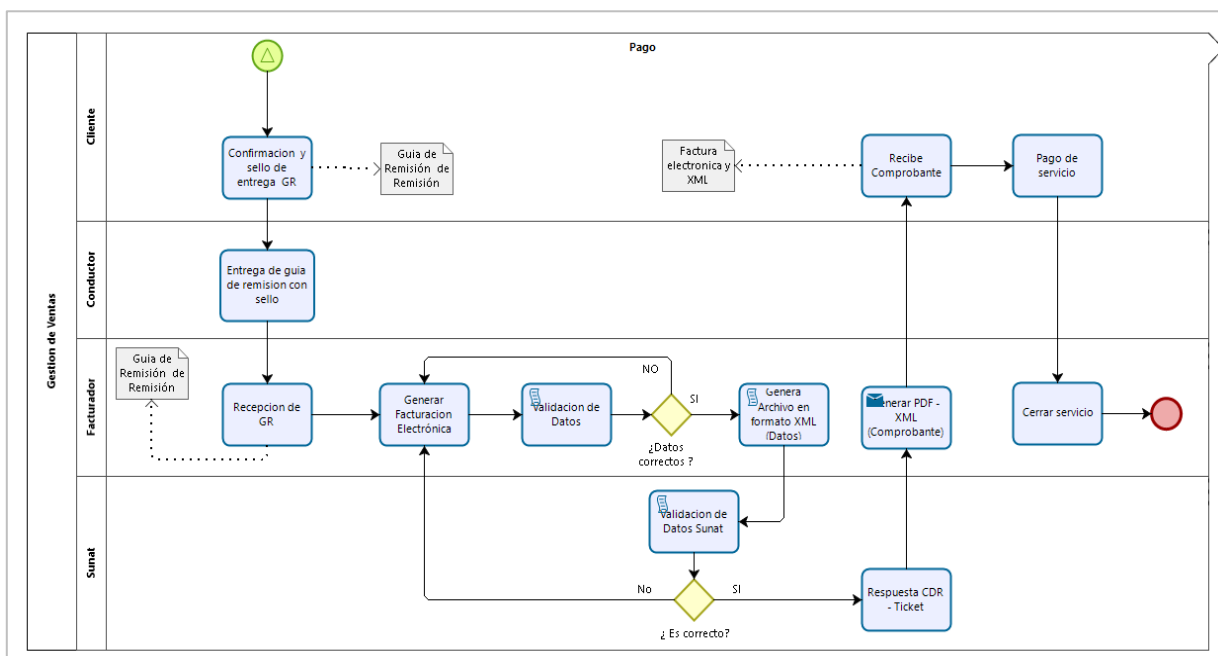 Pago
Gestion de Ventas
Cliente
Confirmacion y
sello de
entrega GR
Guia de
Remisión de
Remisión
Factura
electronica y
XML
Recibe
Comprobante
Pago de
servicio
Conductor
Entrega de guia
de remision con
sello
Facturador
Guia de
Remisión de
Remisión
Recepcion de
GR
Generar
Facturacion
Electrónica
Validacion de
Datos
NO
SI
¿Datos
correctos ?
Genera
Archivo en
formato XML
(Datos)
Generar PDF -
XML
(Comprobante)
Cerrar servicio
Sunat
Validacion de
Datos Sunat
No
SI
¿ Es correcto?
Respuesta CDR
- Ticket